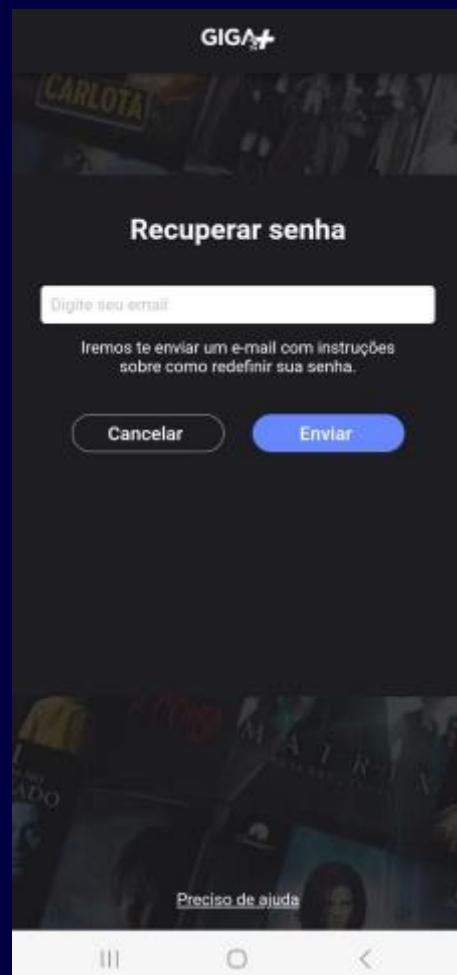 GIGA+
CARLOTA
Recuperar senha
Digite seu email
Iremos te enviar um e-mail com instruções
sobre como redefinir sua senha.
Cancelar
Enviar
MATRIX
Preciso de ajuda